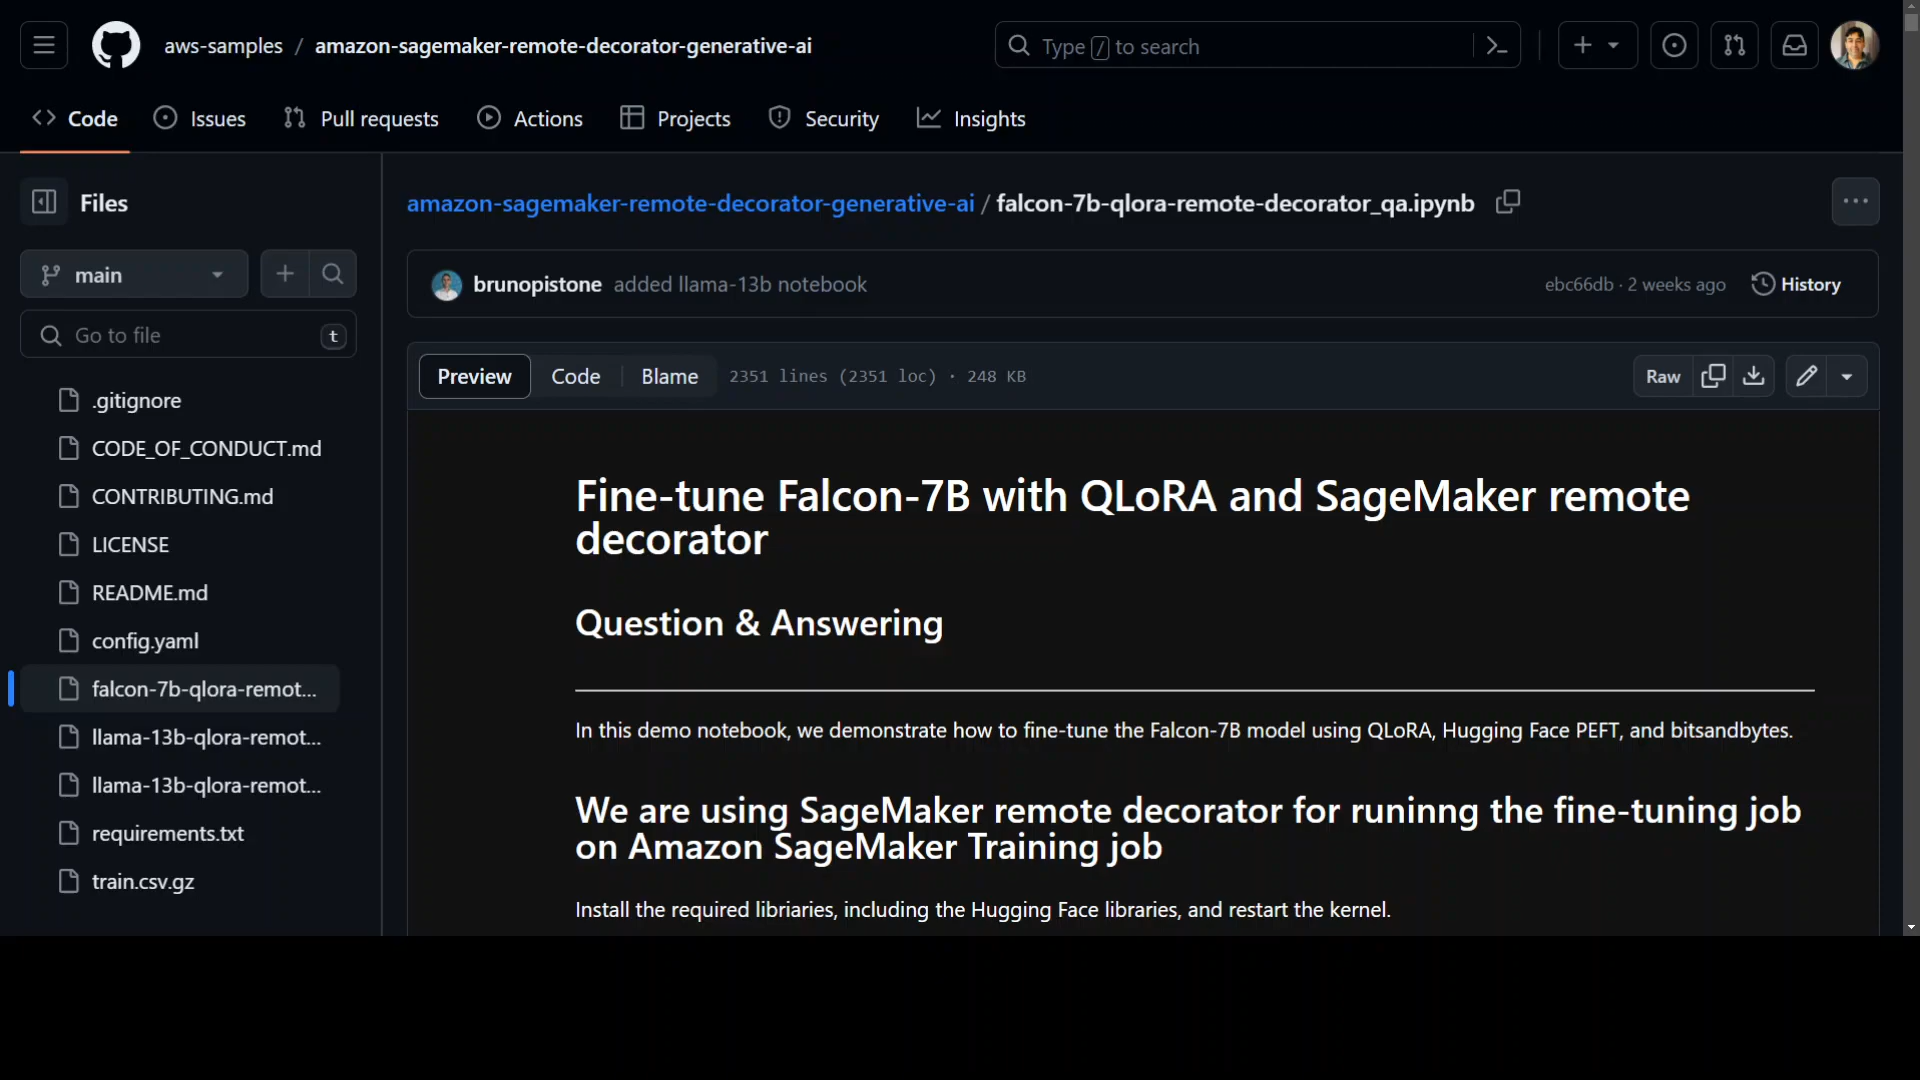 aws-samples / amazon-sagemaker-remote-decorator-generative-ai
Type / to search
Code
Issues
Pull requests
Actions
Projects
Security
Insights
Files
main
Go to file
t
.gitignore
CODE_OF_CONDUCT.md
CONTRIBUTING.md
LICENSE
README.md
config.yaml
falcon-7b-qlora-remot...
llama-13b-qlora-remot...
llama-13b-qlora-remot...
requirements.txt
train.csv.gz
amazon-sagemaker-remote-decorator-generative-ai / falcon-7b-qlora-remote-decorator_qa.ipynb
brunopistone added llama-13b notebook
ebc66db · 2 weeks ago
History
Preview
Code
Blame
2351 lines (2351 loc) · 248 KB
Raw
Fine-tune Falcon-7B with QLoRA and SageMaker remote
decorator
Question & Answering
In this demo notebook, we demonstrate how to fine-tune the Falcon-7B model using QLoRA, Hugging Face PEFT, and bitsandbytes.
We are using SageMaker remote decorator for runinng the fine-tuning job
on Amazon SageMaker Training job
Install the required libriaries, including the Hugging Face libraries, and restart the kernel.